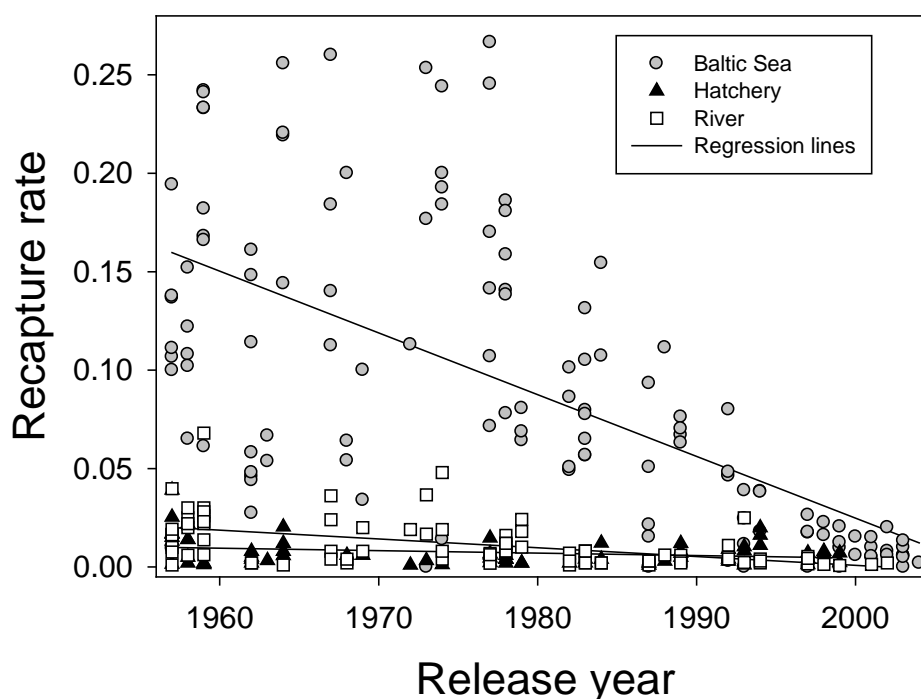 Recapture rate
0.25
0.20
0.15
0.10
0.05
0.00
Baltic Sea
Hatchery
River
Regression lines
1960 1970 1980 1990 2000
Release year